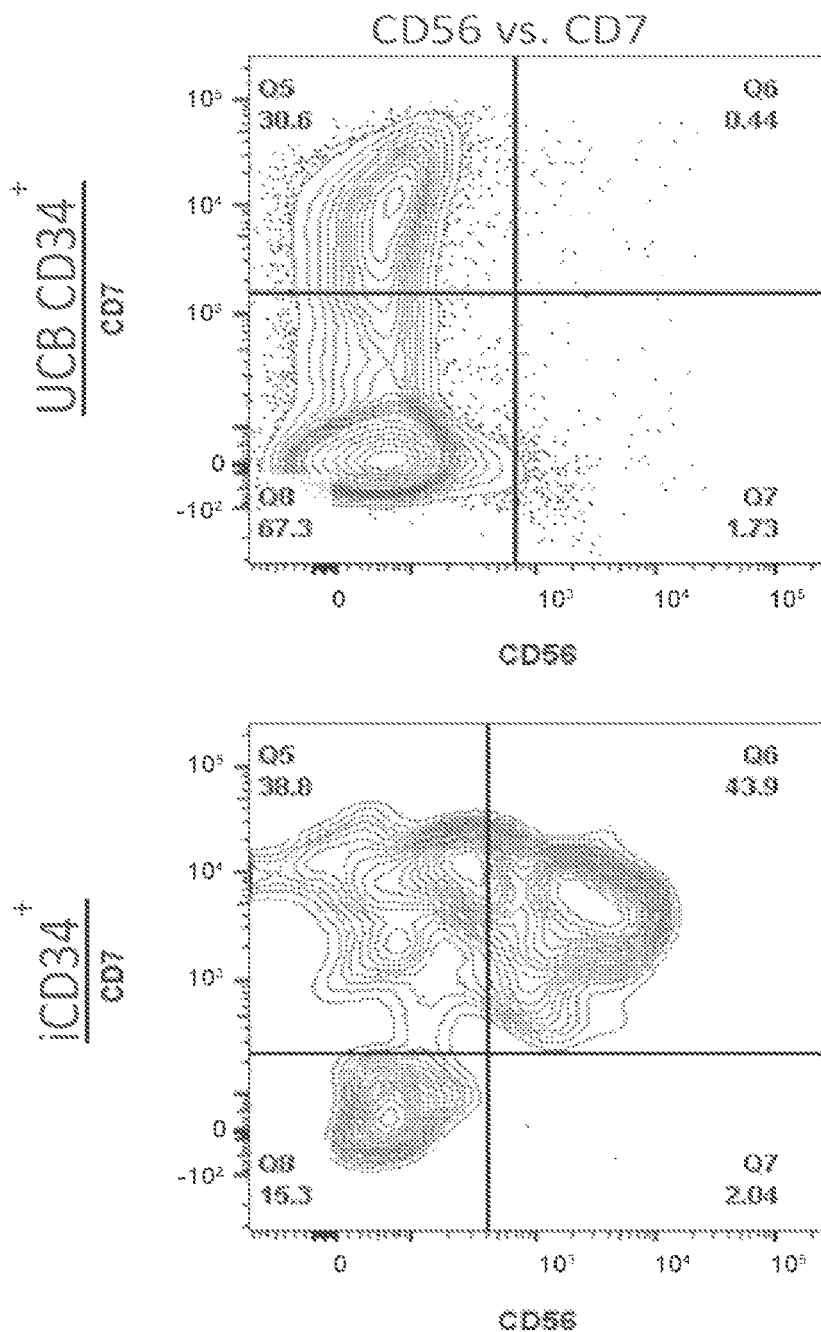 CD56 vs. CD7
UCB CD34⁺
CD7
Q5
30.6
Q6
0.44
Q8
67.3
Q7
1.73
10⁵
10⁴
10³
0
-10²
0
10³
10⁴
10⁵
CD56
iCD34⁺
CD7
Q5
38.8
Q6
43.9
Q8
15.3
Q7
2.04
10⁵
10⁴
10³
0
-10²
0
10³
10⁴
10⁵
CD56